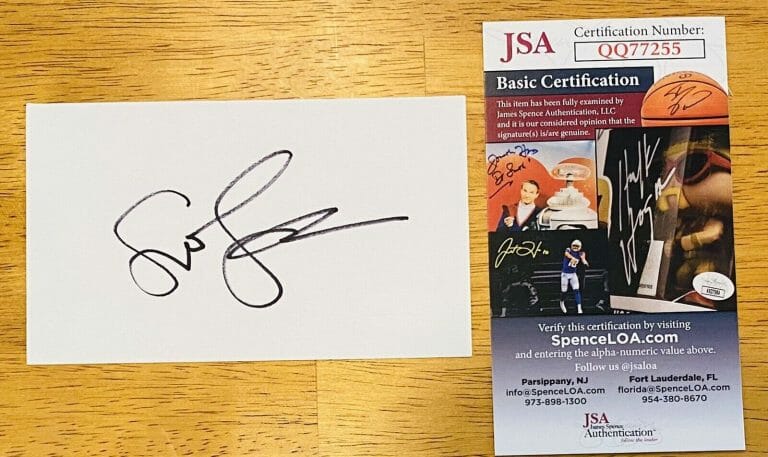 JSA
Certification Number:
QQ77255
Basic Certification
This item has been fully examined by
James Spence Authentication, LLC
and it is our considered opinion that the
signature(s) is/are genuine.
Verify this certification by visiting
SpenceLOA.com
and entering the alpha-numeric value above.
Follow us @jsaloa
Parsippany, NJ
info@SpenceLOA.com
973-898-1300
Fort Lauderdale, FL
florida@SpenceLOA.com
954-380-8670
JSA
James Spence
Authentication
follow the leader